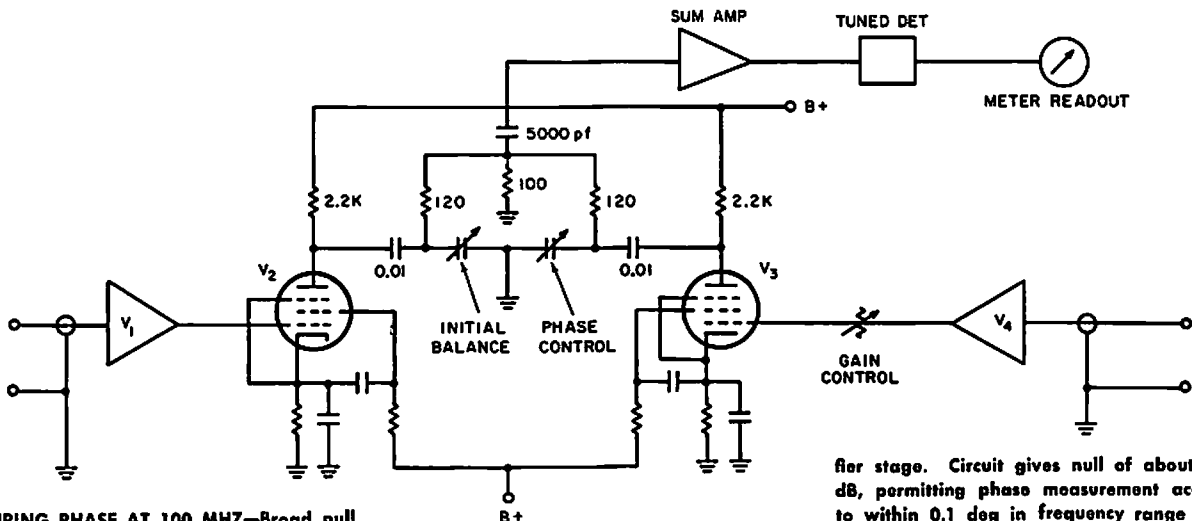 SUM AMP
TUNED DET
METER READOUT
B+
5000 pf
2.2K
120
100
120
2.2K
0.01
0.01
V2
V3
V1
INITIAL
BALANCE
PHASE
CONTROL
V4
GAIN
CONTROL
B+
URING PHASE AT 100 MHZ—Broad null
fier stage. Circuit gives null of about
dB, permitting phase measurement ac
to within 0.1 deg in frequency range